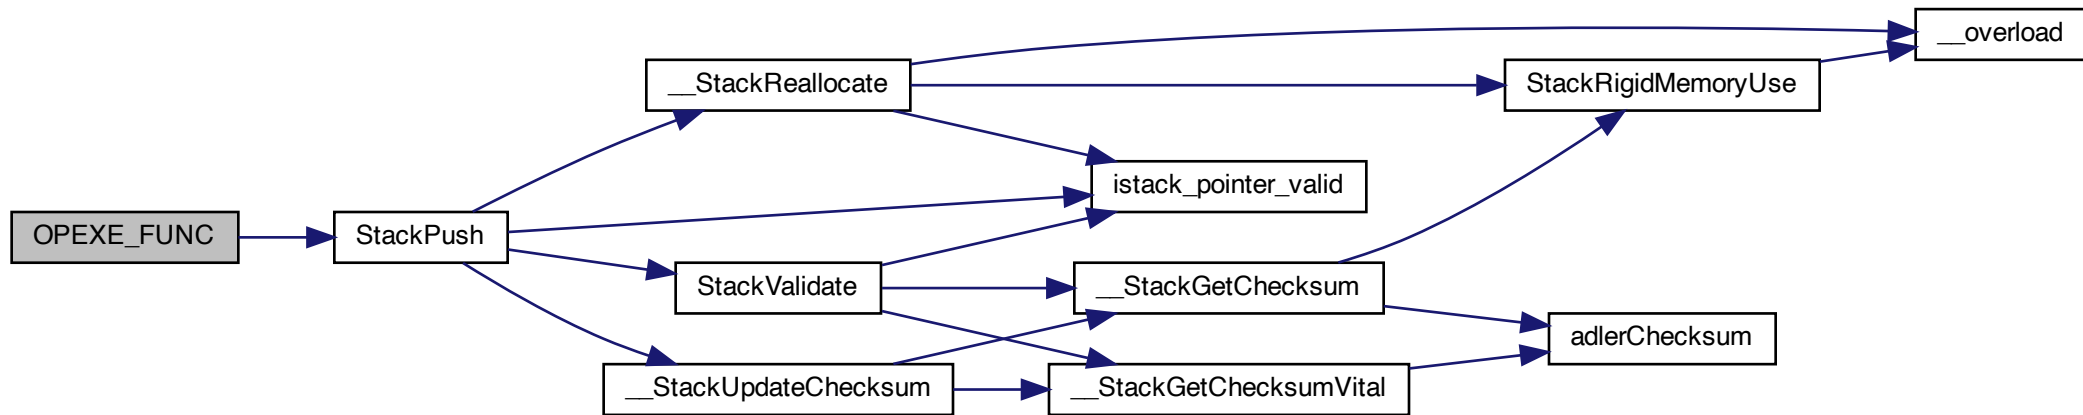 OPEXE_FUNC
StackPush
__StackReallocate
StackValidate
__StackUpdateChecksum
istack_pointer_valid
__StackGetChecksum
__StackGetChecksumVital
StackRigidMemoryUse
adlerChecksum
__overload